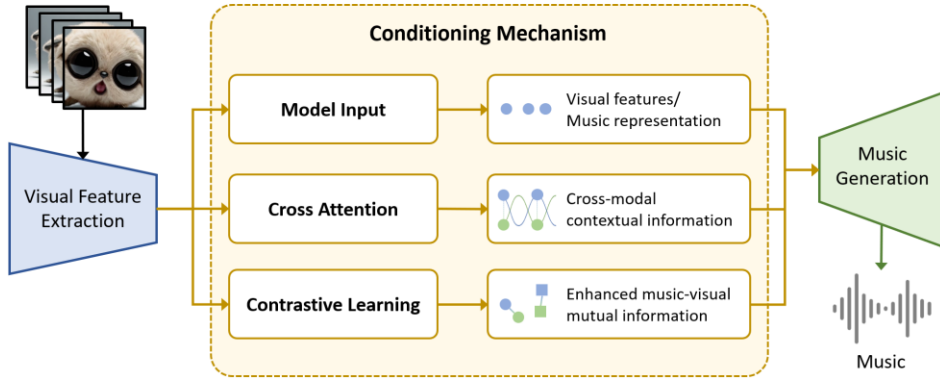 Conditioning Mechanism
Visual Feature
Extraction
Model Input
Visual features/
Music representation
Cross Attention
Cross-modal
contextual information
Contrastive Learning
Enhanced music-visual
mutual information
Music
Generation
Music